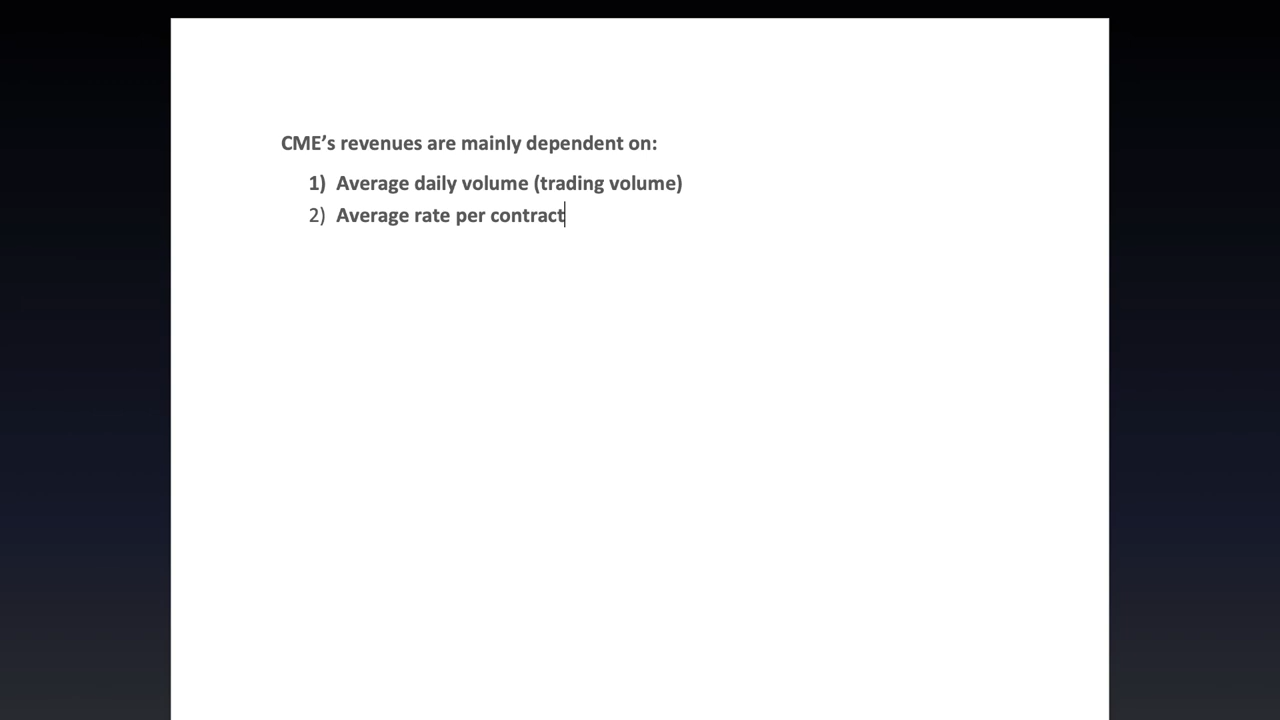 CME’s revenues are mainly dependent on:
1) Average daily volume (trading volume)
2) Average rate per contract